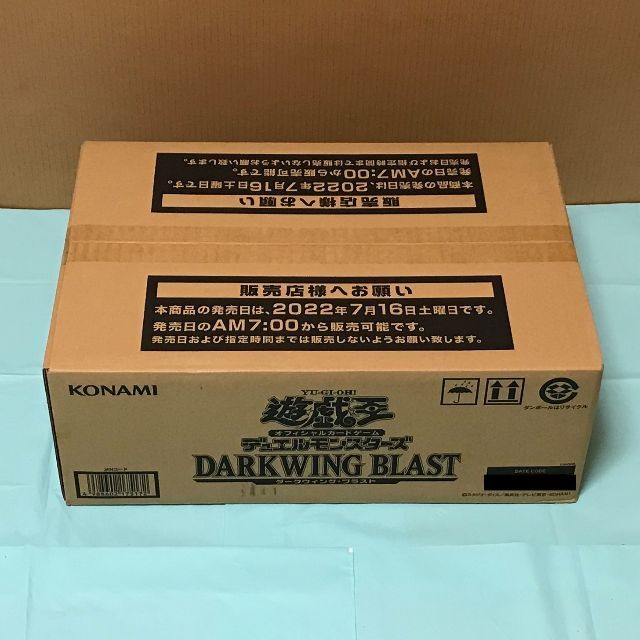 販売店様へお願い
本商品の発売日は、2022年7月16日土曜日です。
発売日のAM7:00から販売可能です。
発売日および指定時間までは販売しないようお願い致します。
販売店様へお願い
本商品の発売日は、2022年7月16日土曜日です。
発売日のAM7:00から販売可能です。
発売日および指定時間までは販売しないようお願い致します。
KONAMI
YU-GI-OH!
遊戯王
オフィシャルカードゲーム
デュエルモンスターズ
DARKWING BLAST
ダークウィング・ブラスト
ダンボールはリサイクル
JANコード
DATE CODE